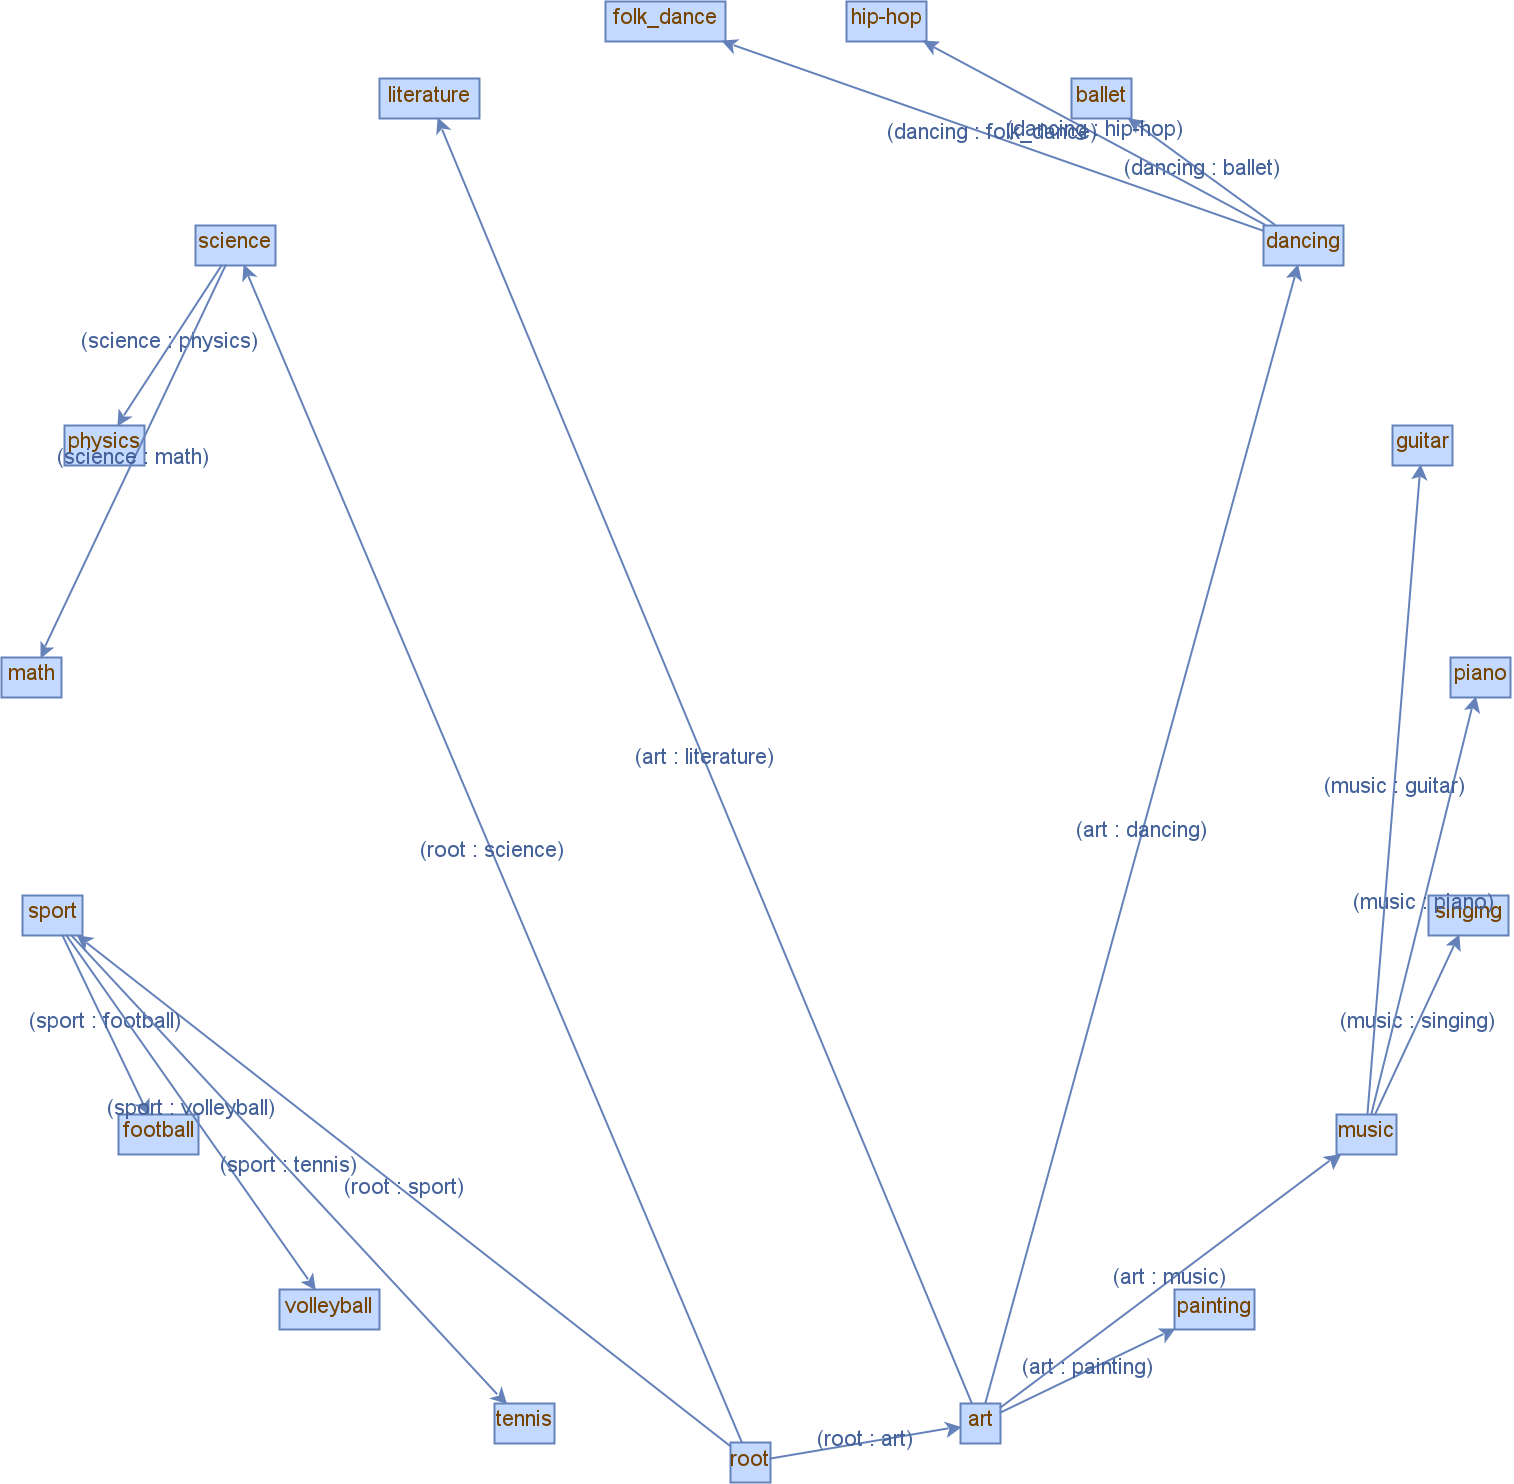 folk_dance
hip-hop
literature
ballet
(dancing : folk_dance)
(dancing : hip-hop)
(dancing : ballet)
science
dancing
(science : physics)
physics
guitar
(science : math)
math
piano
(art : literature)
(music : guitar)
(art : dancing)
(root : science)
(music : piano)
sport
singing
(sport : football)
(music : singing)
(sport : volleyball)
football
music
(sport : tennis)
(root : sport)
(art : music)
volleyball
painting
(art : painting)
tennis
art
(root : art)
root